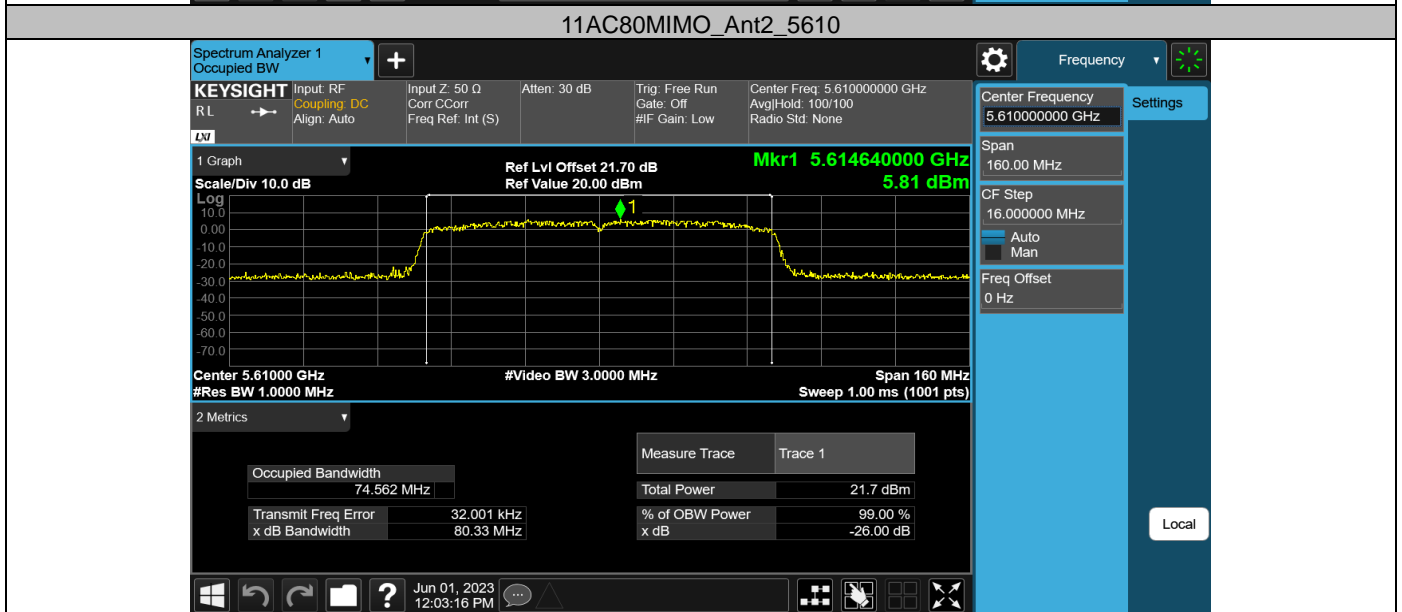 11AC80MIMO_Ant2_5610
Spectrum Analyzer 1
Occupied BW
+
Frequency
KEYSIGHT
RL
LXI
Input: RF
Coupling: DC
Align: Auto
Input Z: 50 Ω
Corr CCorr
Freq Ref: Int (S)
Atten: 30 dB
Trig: Free Run
Gate: Off
#IF Gain: Low
Center Freq: 5.610000000 GHz
Avg|Hold: 100/100
Radio Std: None
Center Frequency
5.610000000 GHz
Settings
Span
160.00 MHz
CF Step
16.000000 MHz
Auto
Man
Freq Offset
0 Hz
Local
1 Graph
Scale/Div 10.0 dB
Ref Lvl Offset 21.70 dB
Ref Value 20.00 dBm
Mkr1 5.614640000 GHz
5.81 dBm
Log
10.0
0.00
-10.0
-20.0
-30.0
-40.0
-50.0
-60.0
-70.0
1
Center 5.61000 GHz
#Res BW 1.0000 MHz
#Video BW 3.0000 MHz
Span 160 MHz
Sweep 1.00 ms (1001 pts)
2 Metrics
Measure Trace Trace 1
Occupied Bandwidth
74.562 MHz
Total Power 21.7 dBm
Transmit Freq Error 32.001 kHz
% of OBW Power 99.00 %
x dB Bandwidth 80.33 MHz
x dB -26.00 dB
?
Jun 01, 2023
12:03:16 PM